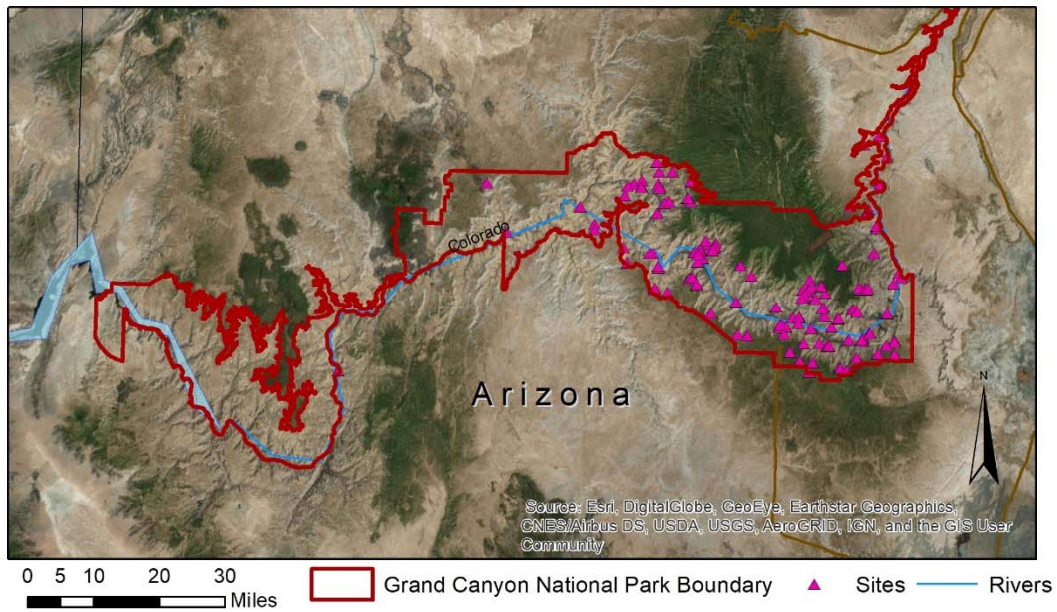 Colorado
Arizona
N
Source: Esri, DigitalGlobe, GeoEye, Earthstar Geographics,
CNES/Airbus DS, USDA, USGS, AeroGRID, IGN, and the GIS User
Community
0 5 10 20 30
Miles
Grand Canyon National Park Boundary
Sites
Rivers